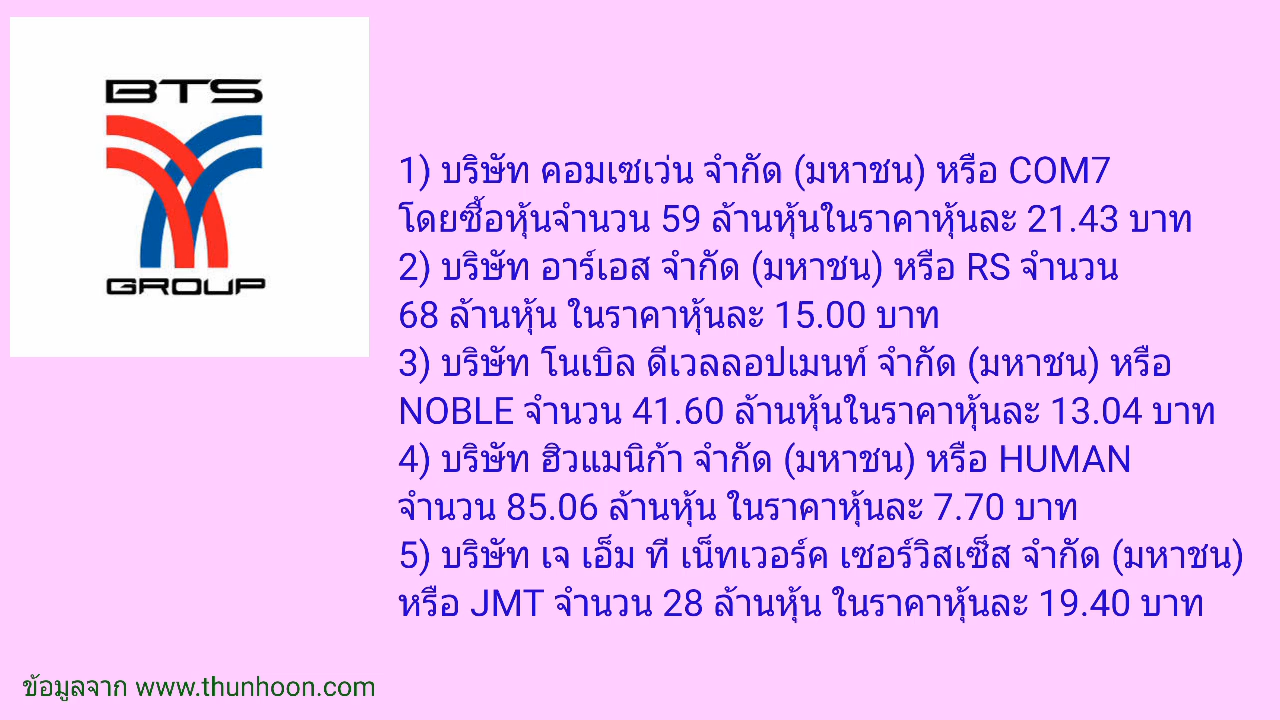 BTS
GROUP
1) บริษัท คอมเซเว่น จำกัด (มหาชน) หรือ COM7
โดยซื้อหุ้นจำนวน 59 ล้านหุ้นในราคาหุ้นละ 21.43 บาท
2) บริษัท อาร์เอส จำกัด (มหาชน) หรือ RS จำนวน
68 ล้านหุ้น ในราคาหุ้นละ 15.00 บาท
3) บริษัท โนเบิล ดีเวลลอปเมนท์ จำกัด (มหาชน) หรือ
NOBLE จำนวน 41.60 ล้านหุ้นในราคาหุ้นละ 13.04 บาท
4) บริษัท ฮิวแมนิก้า จำกัด (มหาชน) หรือ HUMAN
จำนวน 85.06 ล้านหุ้น ในราคาหุ้นละ 7.70 บาท
5) บริษัท เจ เอ็ม ที เน็ทเวอร์ค เซอร์วิสเซ็ส จำกัด (มหาชน)
หรือ JMT จำนวน 28 ล้านหุ้น ในราคาหุ้นละ 19.40 บาท
ข้อมูลจาก www.thunhoon.com